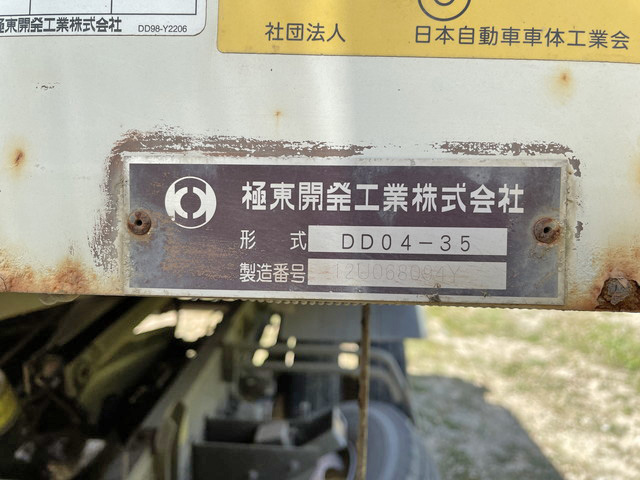 極東開発工業株式会社 DD98-Y2206
社団法人 日本自動車車体工業会
極東開発工業株式会社
形式 DD04-35
製造番号